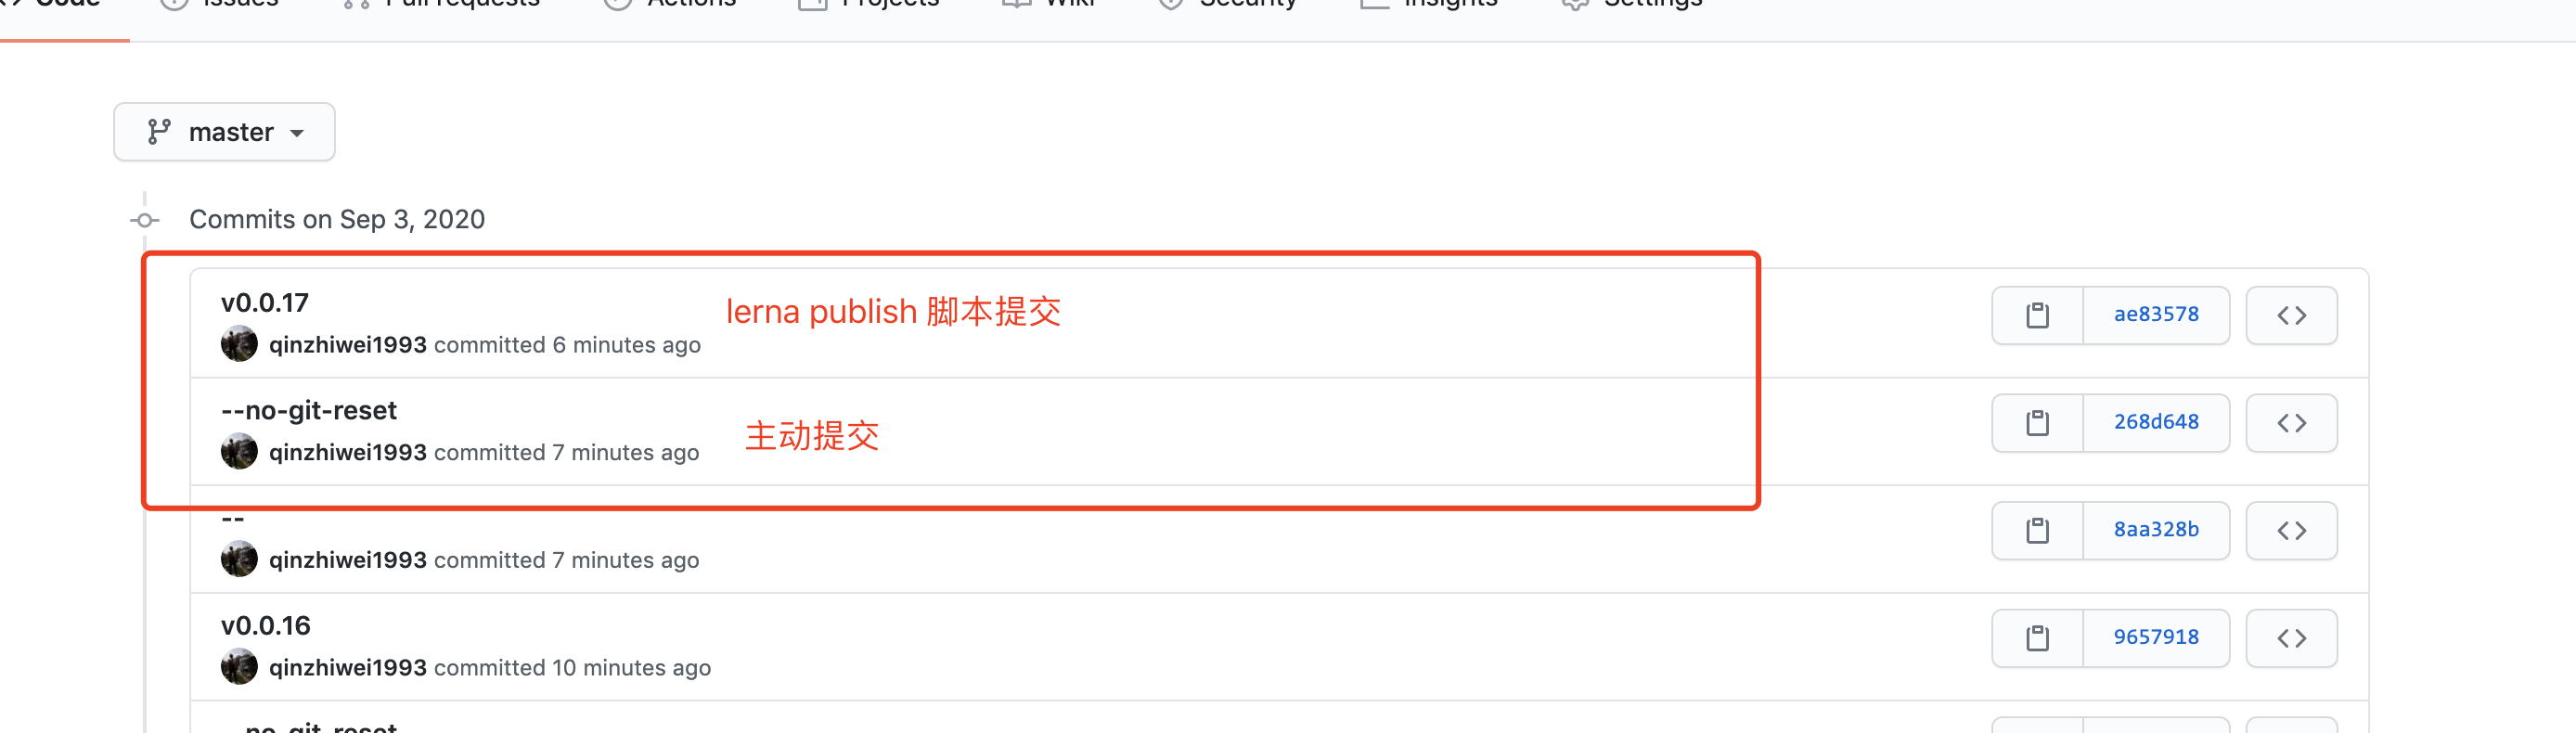 Code Issues Pull requests Actions Projects Wiki Security Insights Settings
master
Commits on Sep 3, 2020
v0.0.17
lerna publish 脚本提交
qinzhiwei1993 committed 6 minutes ago
ae83578
--no-git-reset
主动提交
qinzhiwei1993 committed 7 minutes ago
268d648
--
qinzhiwei1993 committed 7 minutes ago
8aa328b
v0.0.16
qinzhiwei1993 committed 10 minutes ago
9657918
--no-git-reset